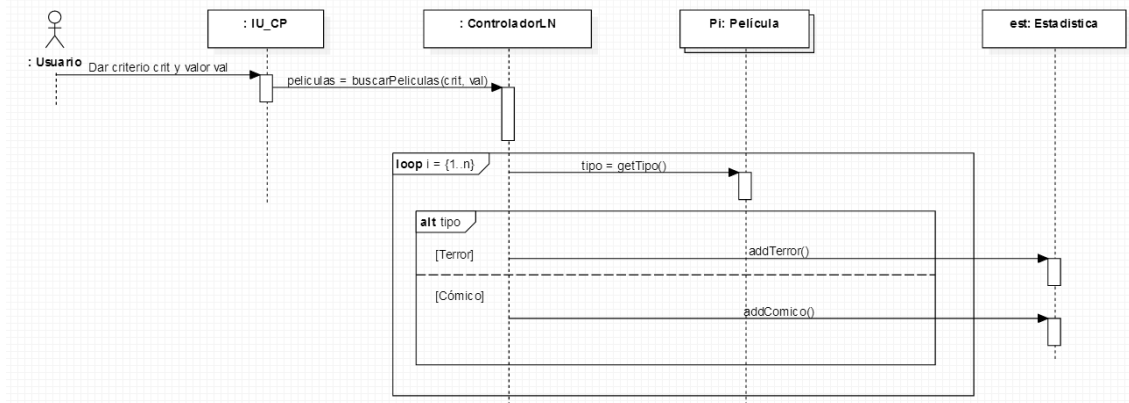 : IU_CP
: ControladorLN
Pi: Película
est: Estadistica
: Usuario
Dar criterio crit y valor val
peliculas = buscarPeliculas(crit, val)
loop i = {1..n}
tipo = getTipo()
alt tipo
[Terror]
addTerror()
[Cómico]
addComico()